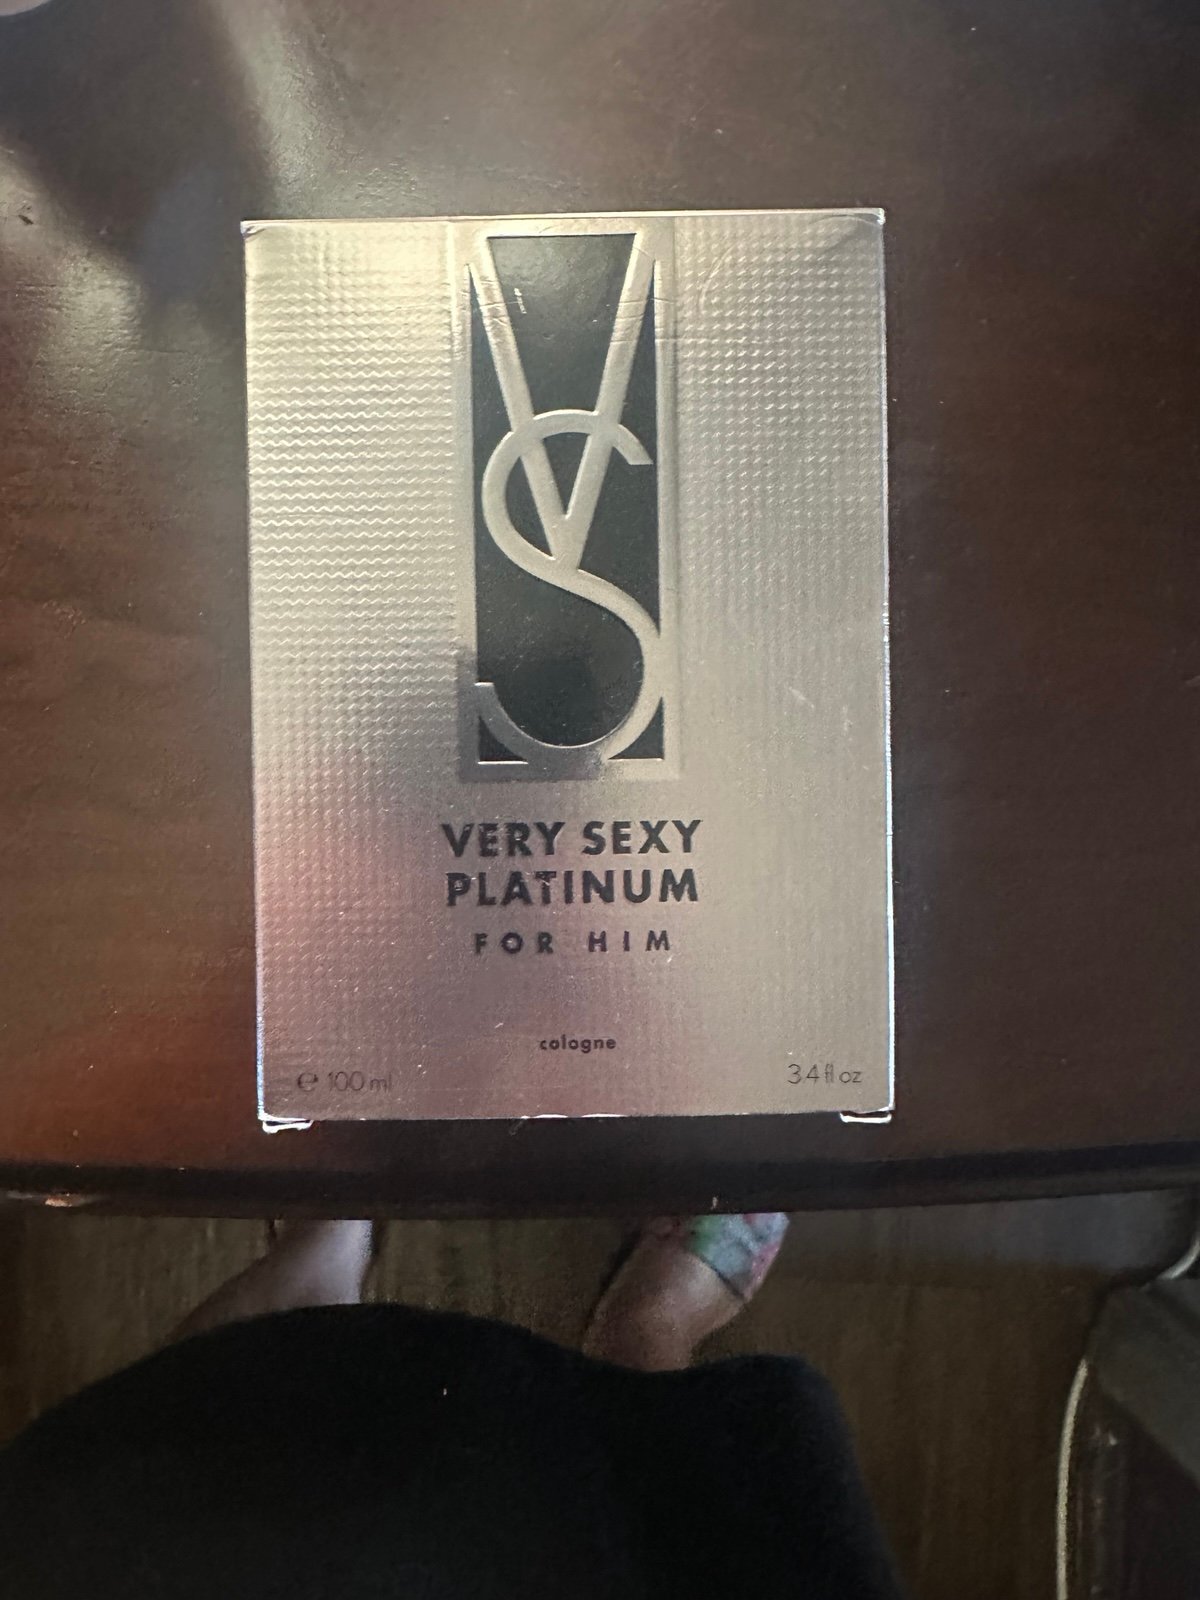 VS
VERY SEXY
PLATINUM
FOR HIM
cologne
℮ 100 ml
3.4 fl oz